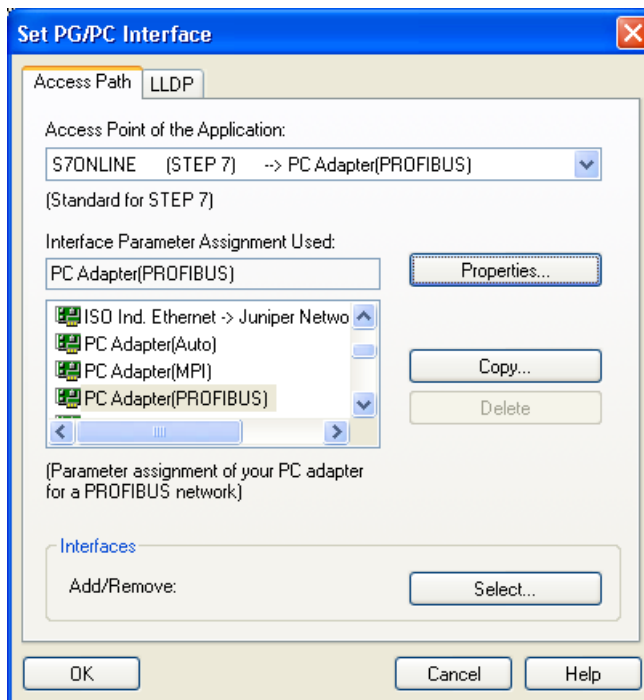 Set PG/PC Interface
Access Path
LLDP
Access Point of the Application:
S7ONLINE (STEP 7) --> PC Adapter(PROFIBUS)
(Standard for STEP 7)
Interface Parameter Assignment Used:
PC Adapter(PROFIBUS)
Properties...
ISO Ind. Ethernet -> Juniper Netwo
PC Adapter(Auto)
PC Adapter(MPI)
PC Adapter(PROFIBUS)
Copy...
Delete
(Parameter assignment of your PC adapter
for a PROFIBUS network)
Interfaces
Add/Remove:
Select...
OK
Cancel
Help